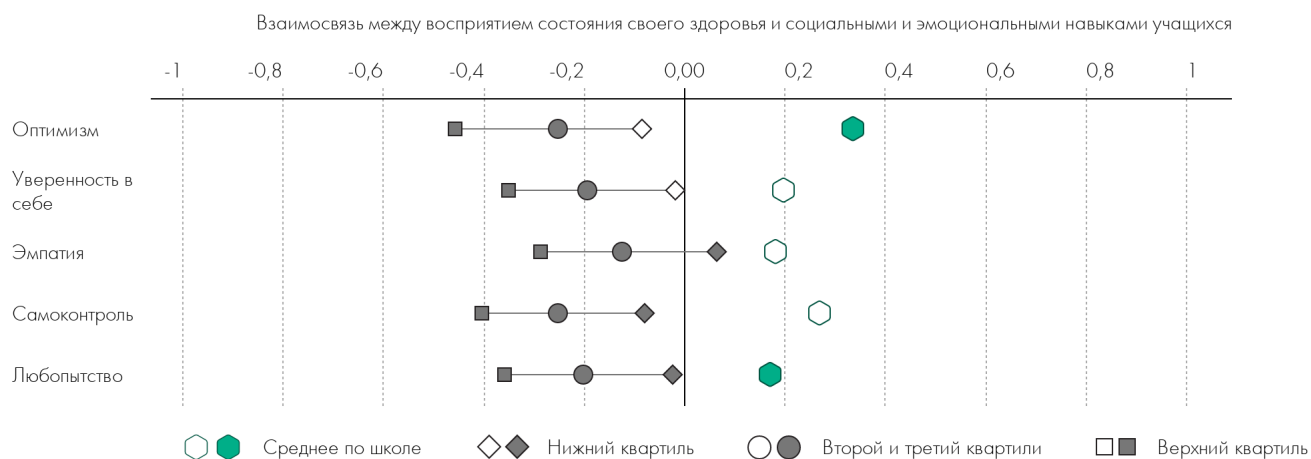 Взаимосвязь между восприятием состояния своего здоровья и социальными и эмоциональными навыками учащихся
-1 -0,8 -0,6 -0,4 -0,2 0,00 0,2 0,4 0,6 0,8 1
Оптимизм
Уверенность в
себе
Эмпатия
Самоконтроль
Любопытство
Среднее по школе Нижний квартиль Второй и третий квартили Верхний квартиль